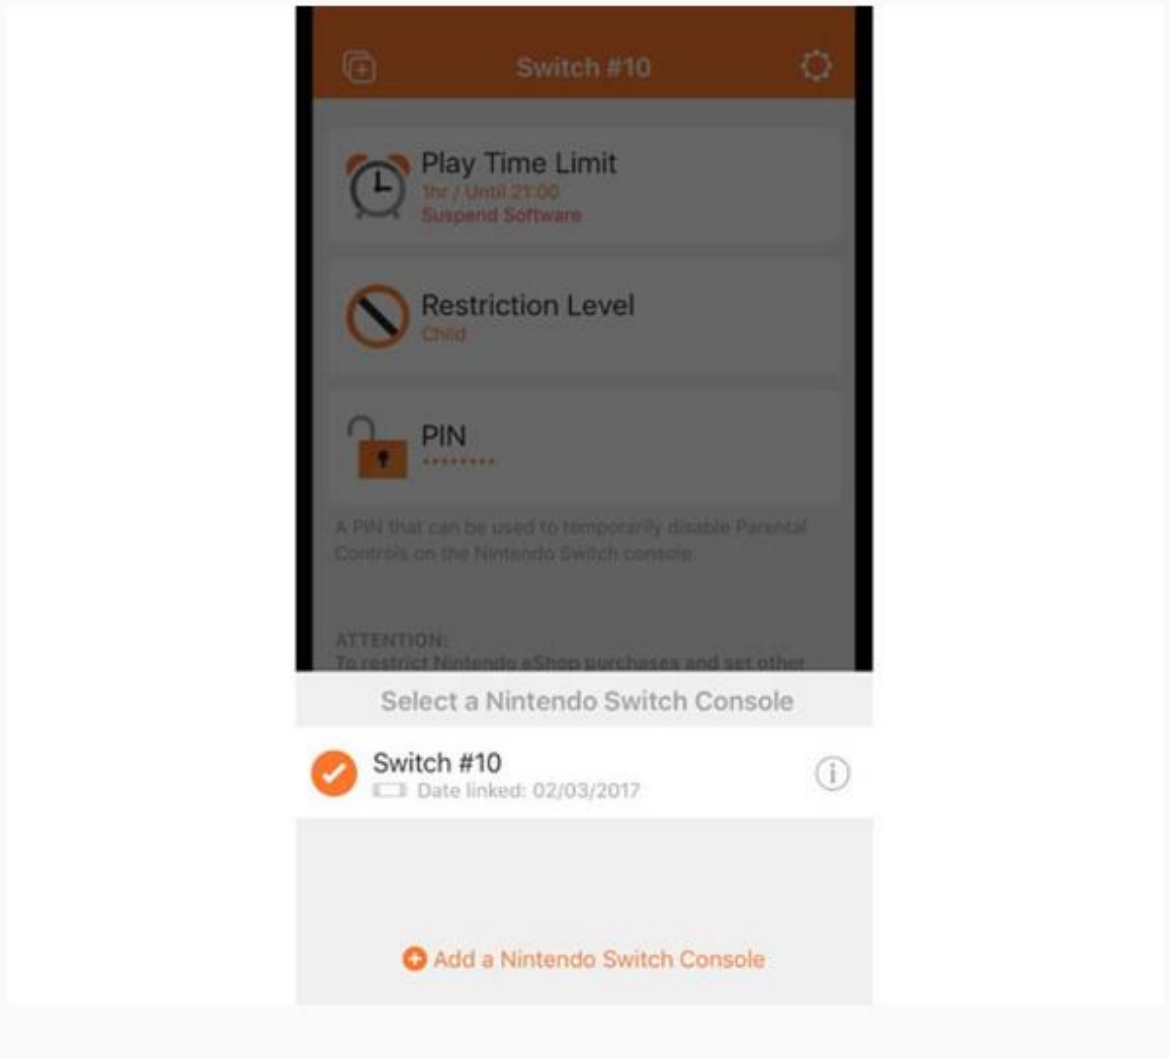 Switch #10
Play Time Limit
1hr / Until 21:00
Suspend Software
Restriction Level
Child
PIN
••••••••
A PIN that can be used to temporarily disable Parental
Controls on the Nintendo Switch console.
ATTENTION:
To restrict Nintendo eShop purchases and set other
Select a Nintendo Switch Console
Switch #10
Date linked: 02/03/2017
Add a Nintendo Switch Console